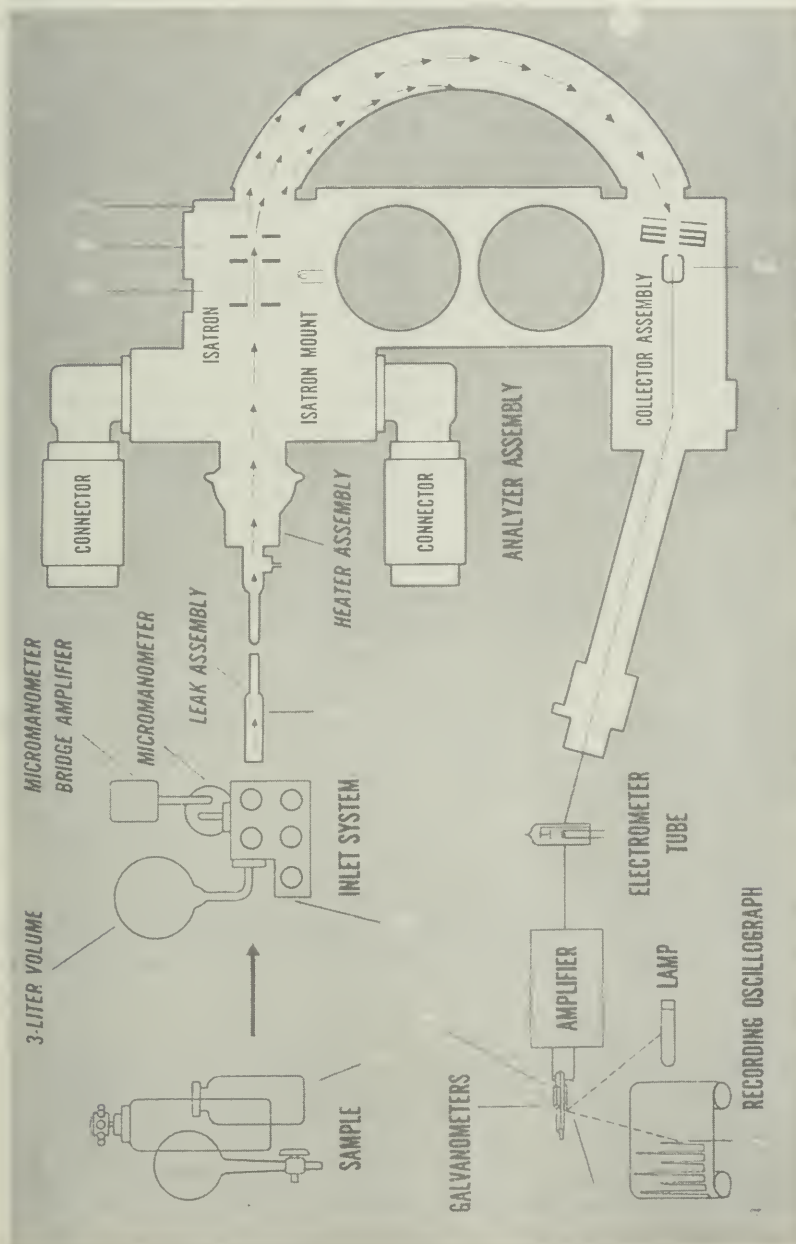 3-LITER VOLUME
MICROMANOMETER
BRIDGE AMPLIFIER
MICROMANOMETER
LEAK ASSEMBLY
CONNECTOR
ISATRON
ISATRON MOUNT
HEATER ASSEMBLY
CONNECTOR
SAMPLE
INLET SYSTEM
ANALYZER ASSEMBLY
COLLECTOR ASSEMBLY
GALVANOMETERS
AMPLIFIER
ELECTROMETER
TUBE
LAMP
RECORDING OSCILLOGRAPH